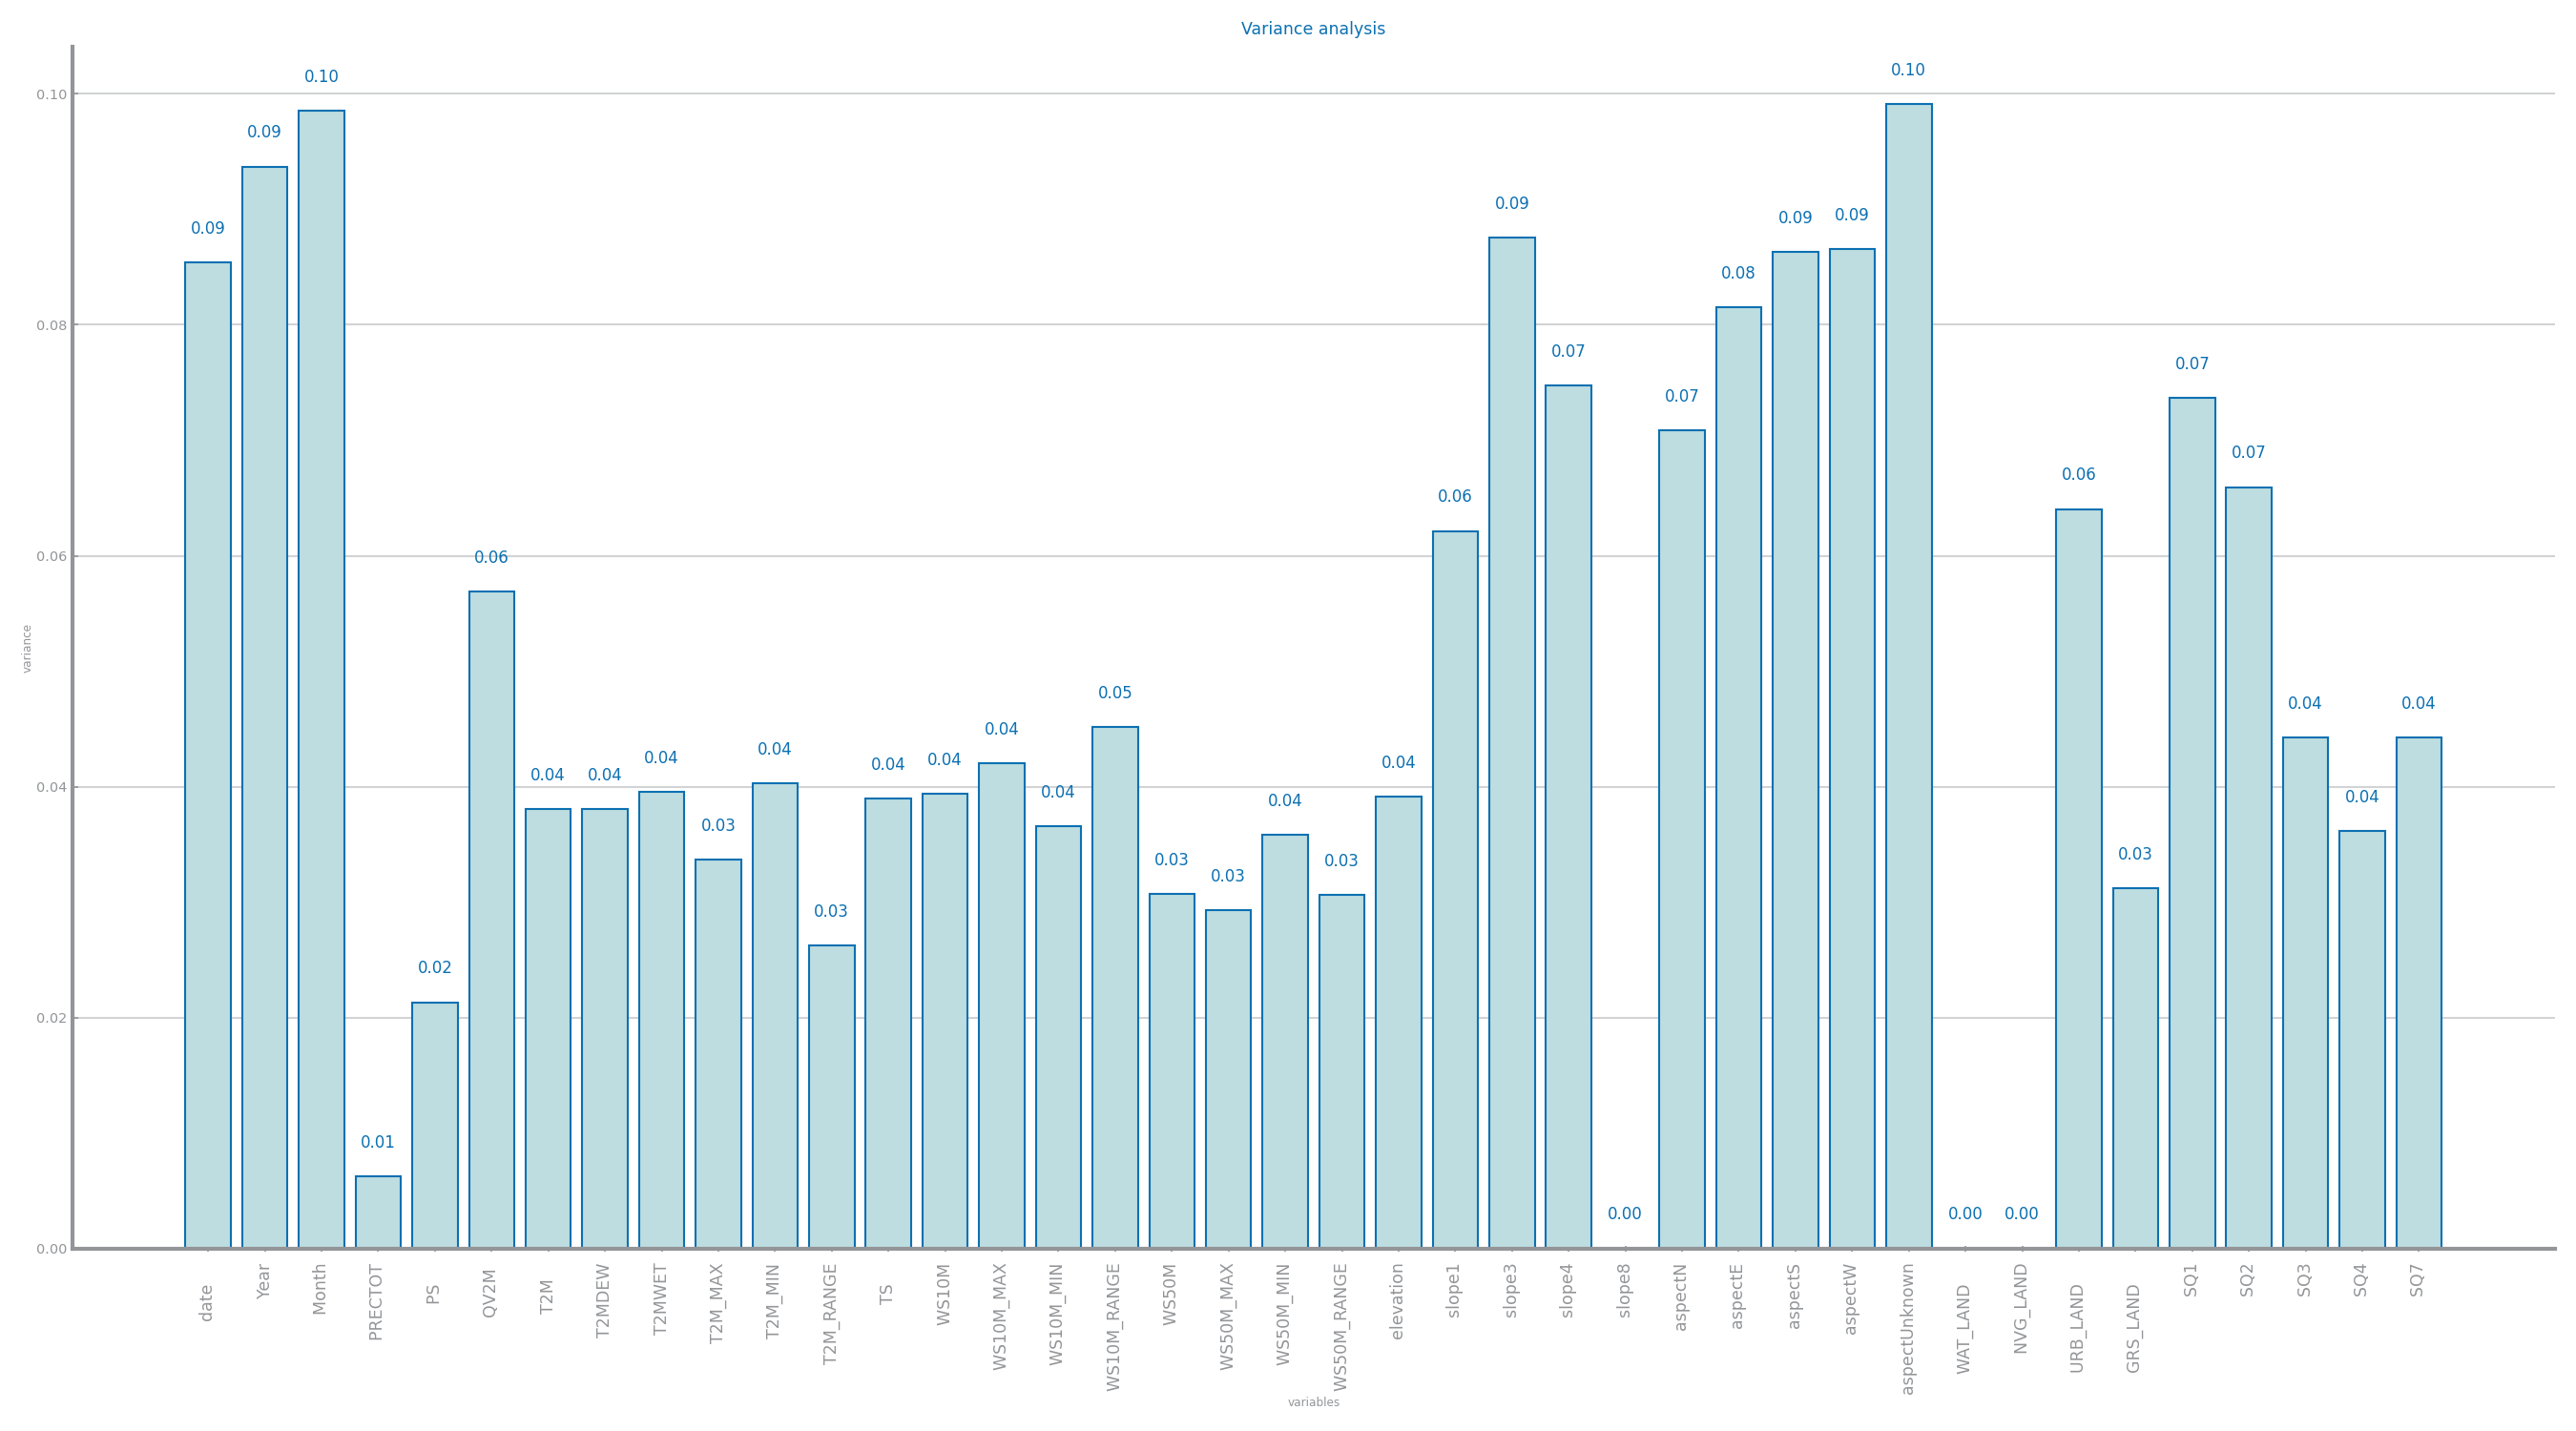 Variance analysis
variance
0.10
0.08
0.06
0.04
0.02
0.00
0.09
0.09
0.10
0.01
0.02
0.06
0.04
0.04
0.04
0.03
0.04
0.03
0.04
0.04
0.04
0.04
0.05
0.03
0.03
0.04
0.03
0.04
0.06
0.09
0.07
0.00
0.07
0.08
0.09
0.09
0.10
0.00
0.00
0.06
0.03
0.07
0.07
0.04
0.04
0.04
date
Year
Month
PRECTOT
PS
QV2M
T2M
T2MDEW
T2MWET
T2M_MAX
T2M_MIN
T2M_RANGE
TS
WS10M
WS10M_MAX
WS10M_MIN
WS10M_RANGE
WS50M
WS50M_MAX
WS50M_MIN
WS50M_RANGE
elevation
slope1
slope3
slope4
slope8
aspectN
aspectE
aspectS
aspectW
aspectUnknown
WAT_LAND
NVG_LAND
URB_LAND
GRS_LAND
SQ1
SQ2
SQ3
SQ4
SQ7
variables